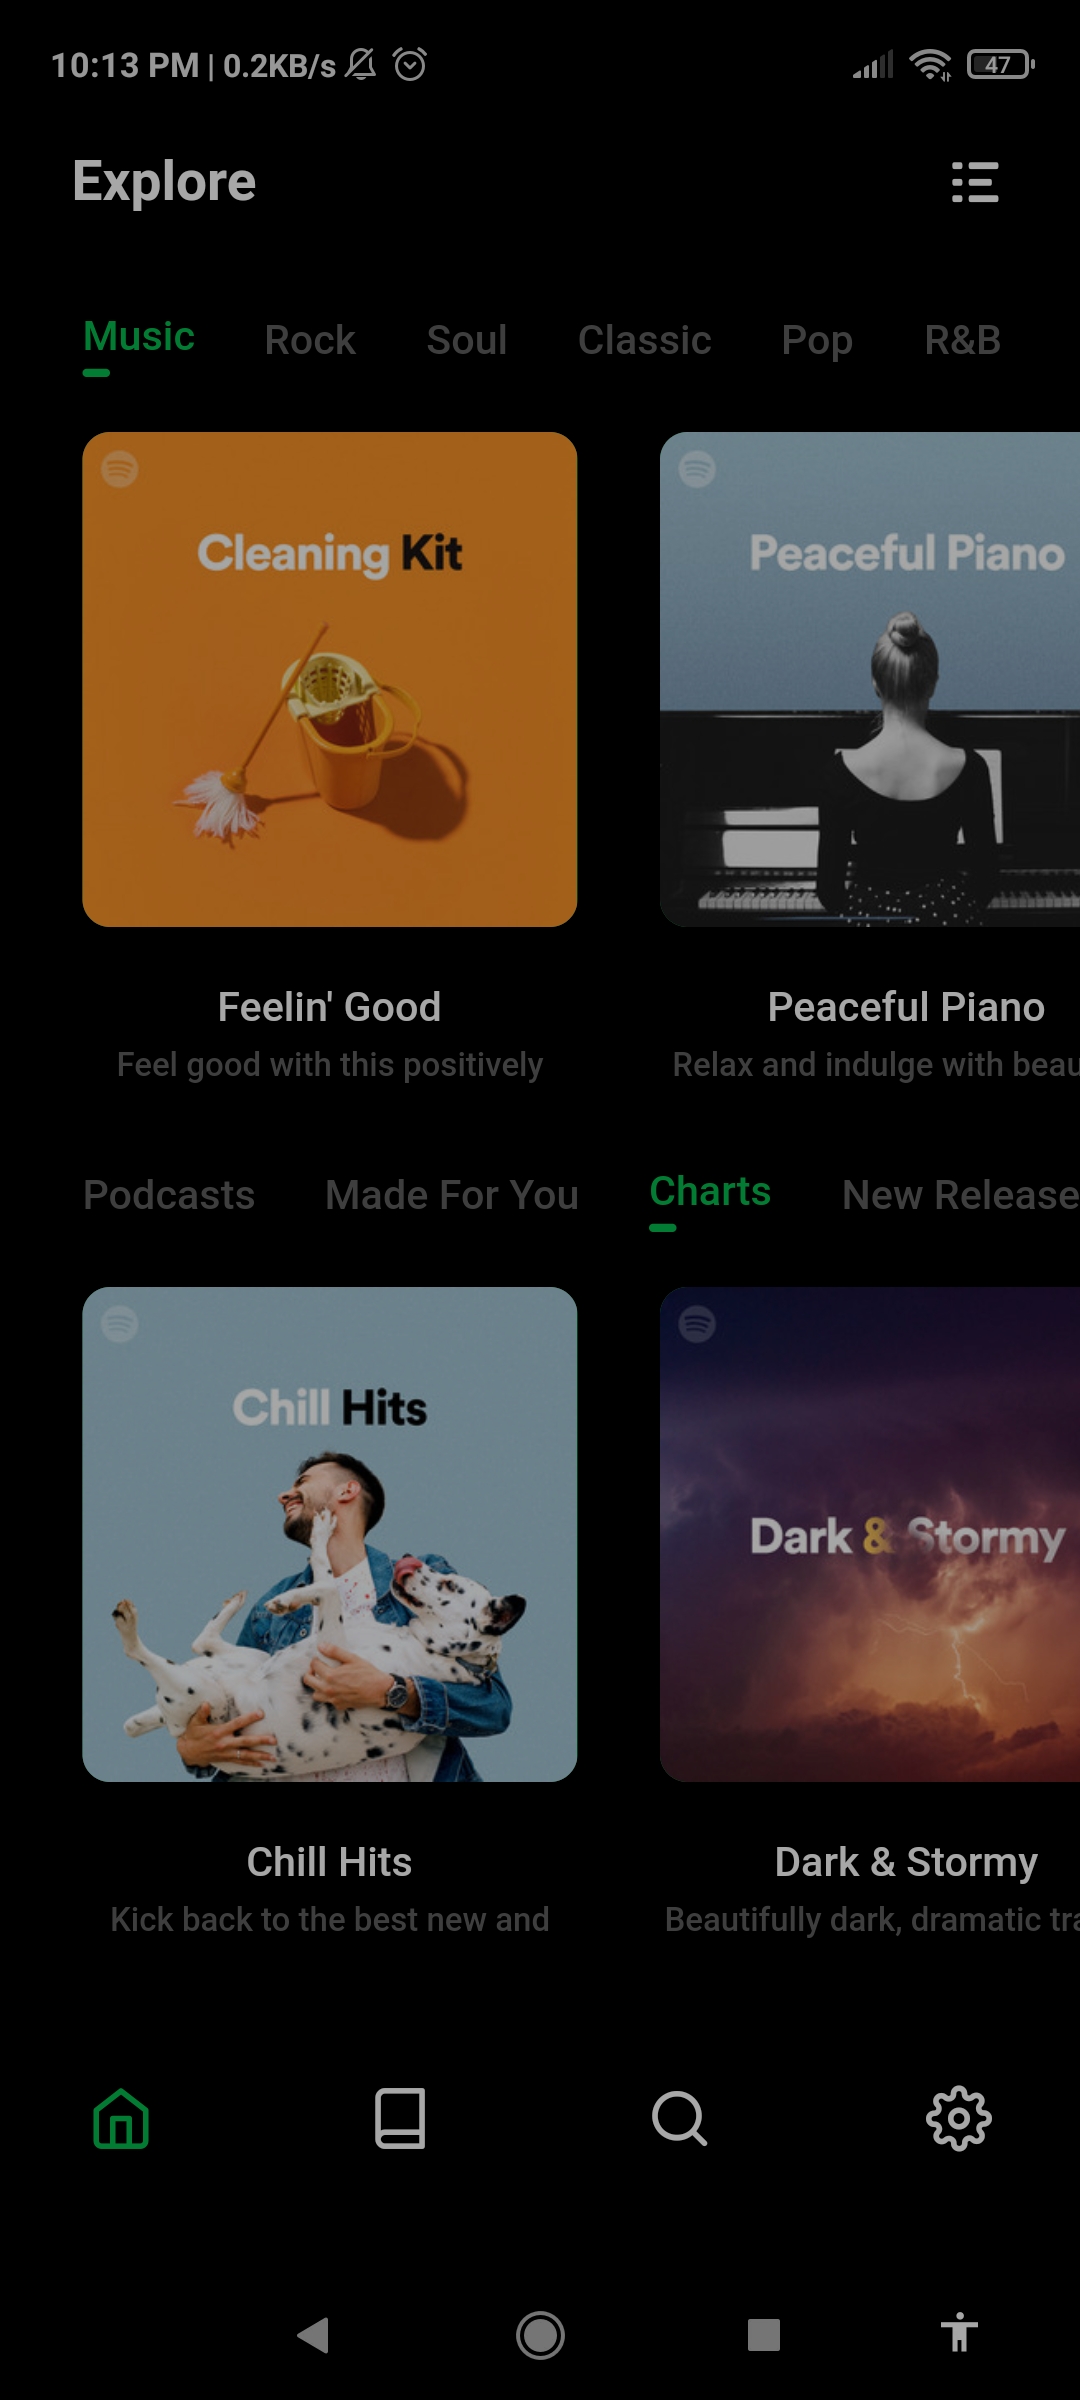 10:13 PM | 0.2KB/s 47
Explore
Music Rock Soul Classic Pop R&B
Cleaning Kit
Peaceful Piano
Feelin' Good
Feel good with this positively
Peaceful Piano
Relax and indulge with beau
Podcasts Made For You Charts New Release
Chill Hits
Dark & Stormy
Chill Hits
Kick back to the best new and
Dark & Stormy
Beautifully dark, dramatic tra